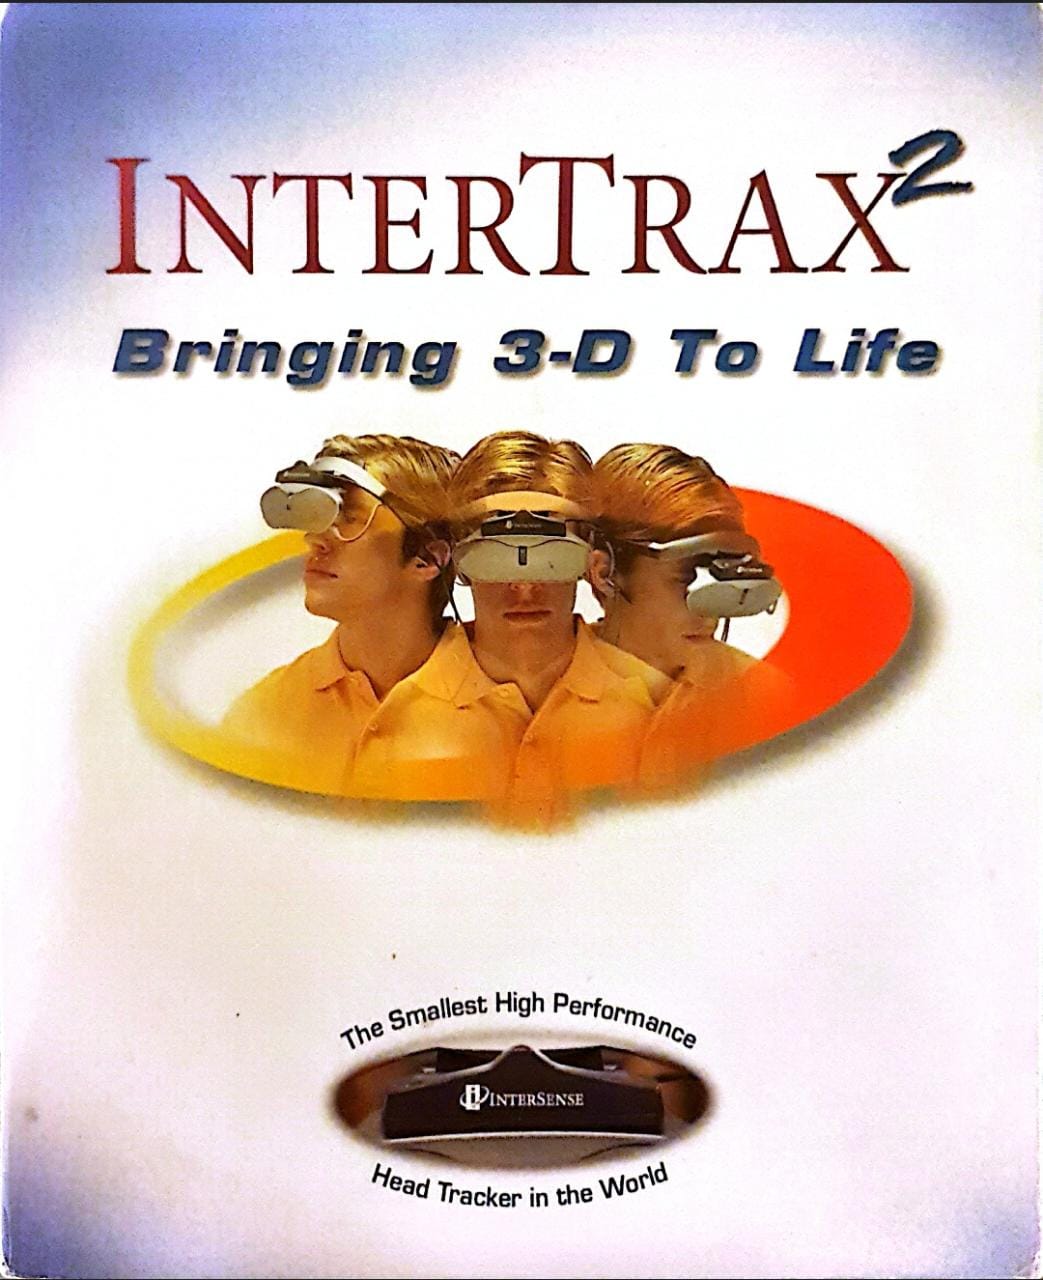 INTERTRAX²
Bringing 3-D To Life
The Smallest High Performance
INTERSENSE
Head Tracker in the World